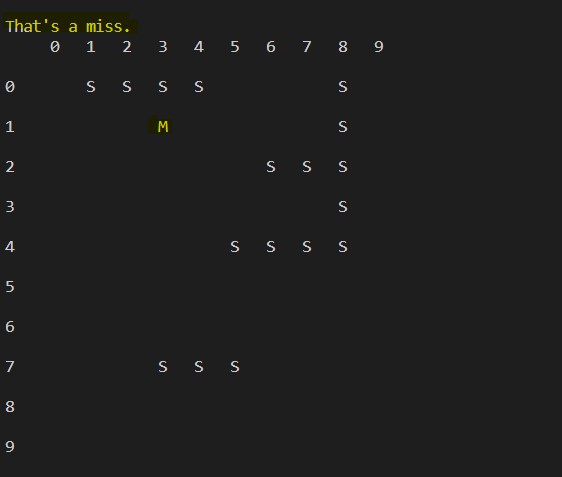 That's a miss.
0 1 2 3 4 5 6 7 8 9
0 S S S S S
1 M S
2 S S S
3 S
4 S S S S
5
6
7 S S S
8
9